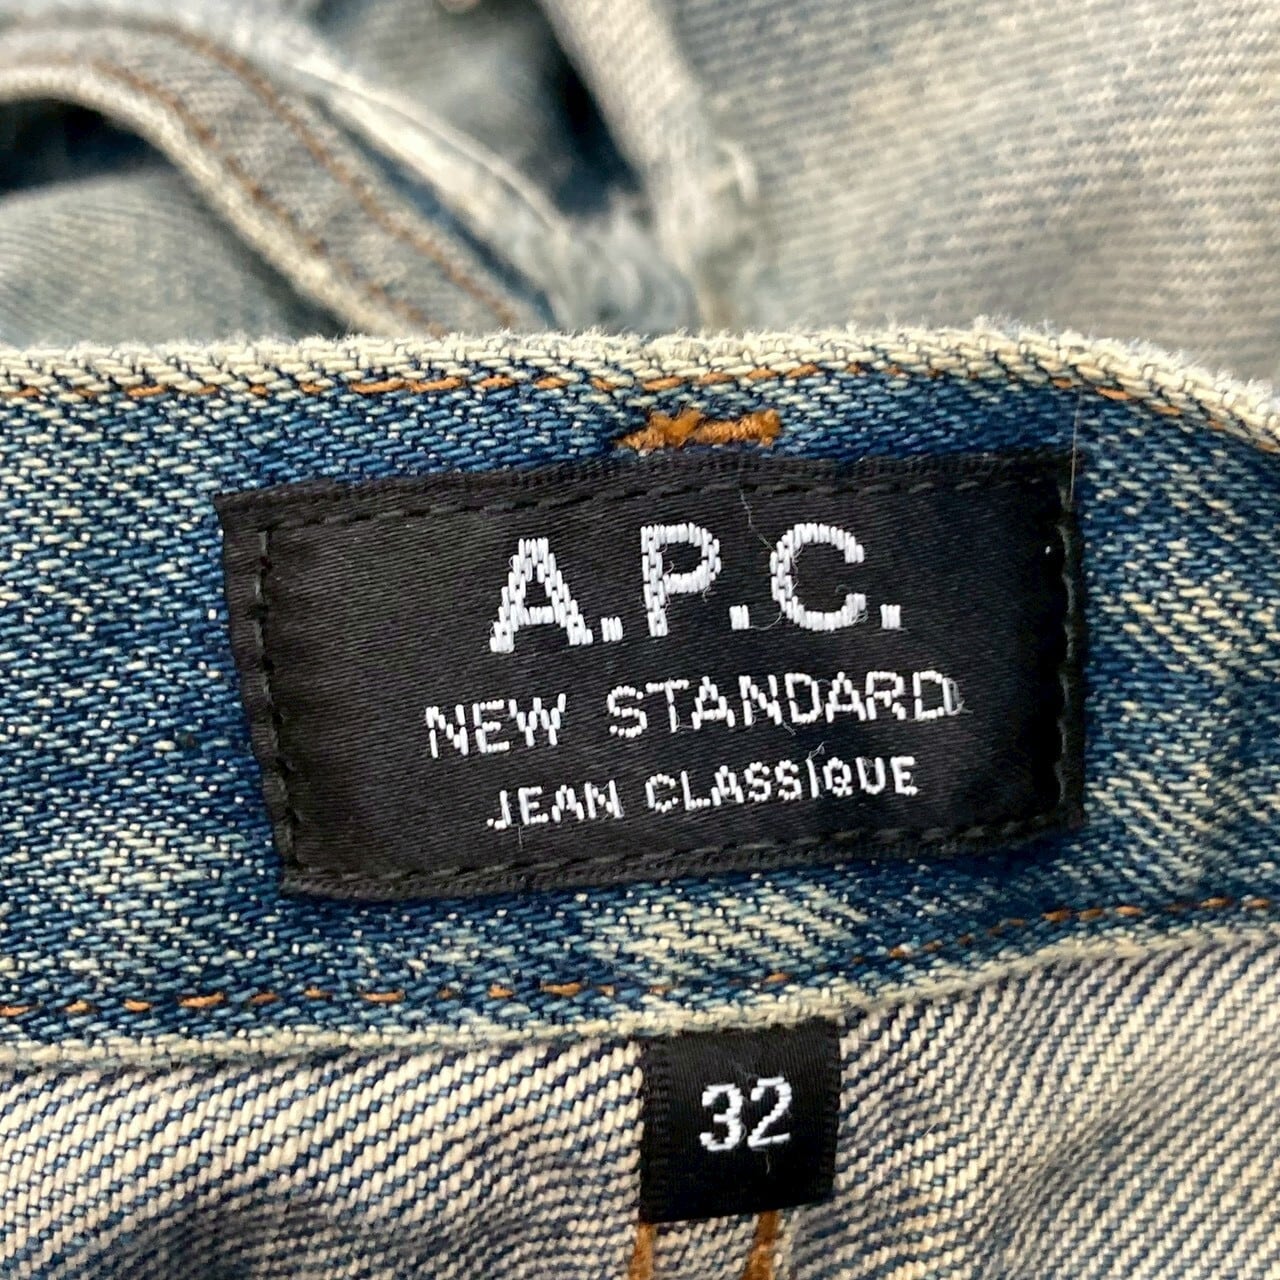 A.P.C.
NEW STANDARD
JEAN CLASSIQUE
32